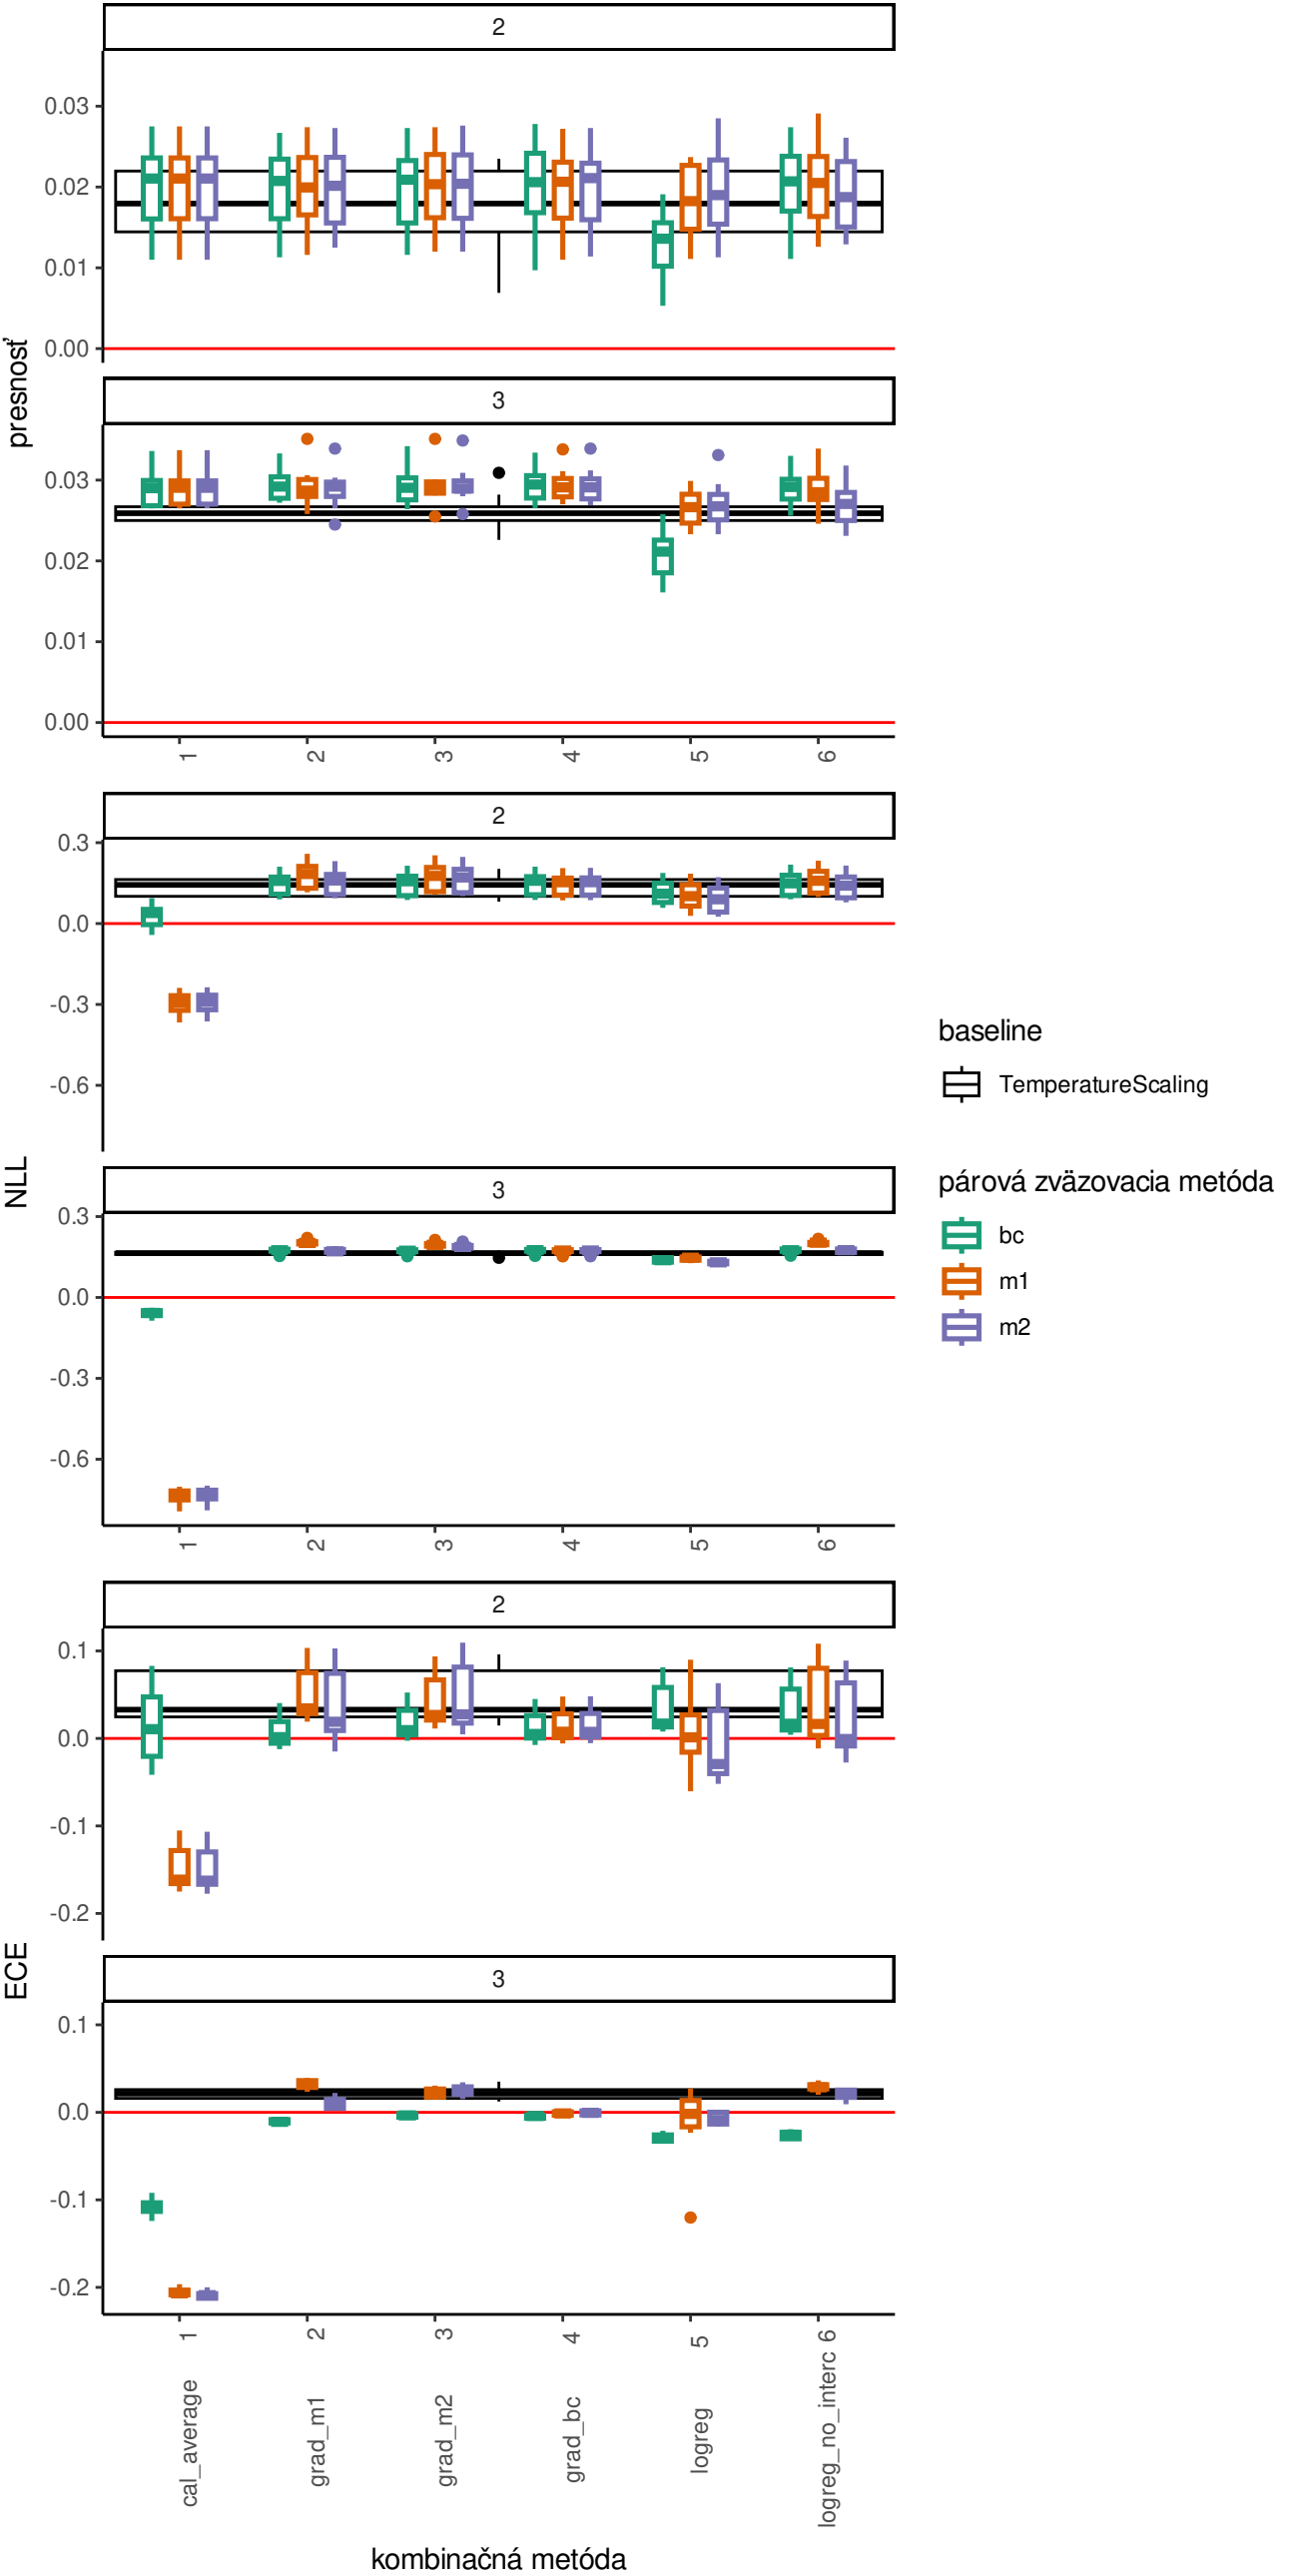 2
0.03
0.02
0.01
0.00
presnosť
3
0.03
0.02
0.01
0.00
1 2 3 4 5 6
2
0.3
0.0
-0.3
-0.6
NLL
3
0.3
0.0
-0.3
-0.6
1 2 3 4 5 6
2
0.1
0.0
-0.1
-0.2
ECE
3
0.1
0.0
-0.1
-0.2
cal_average 1
grad_m1 2
grad_m2 3
grad_bc 4
logreg 5
logreg_no_interc 6
kombinačná metóda
baseline
TemperatureScaling
párová zväzovacia metóda
bc
m1
m2